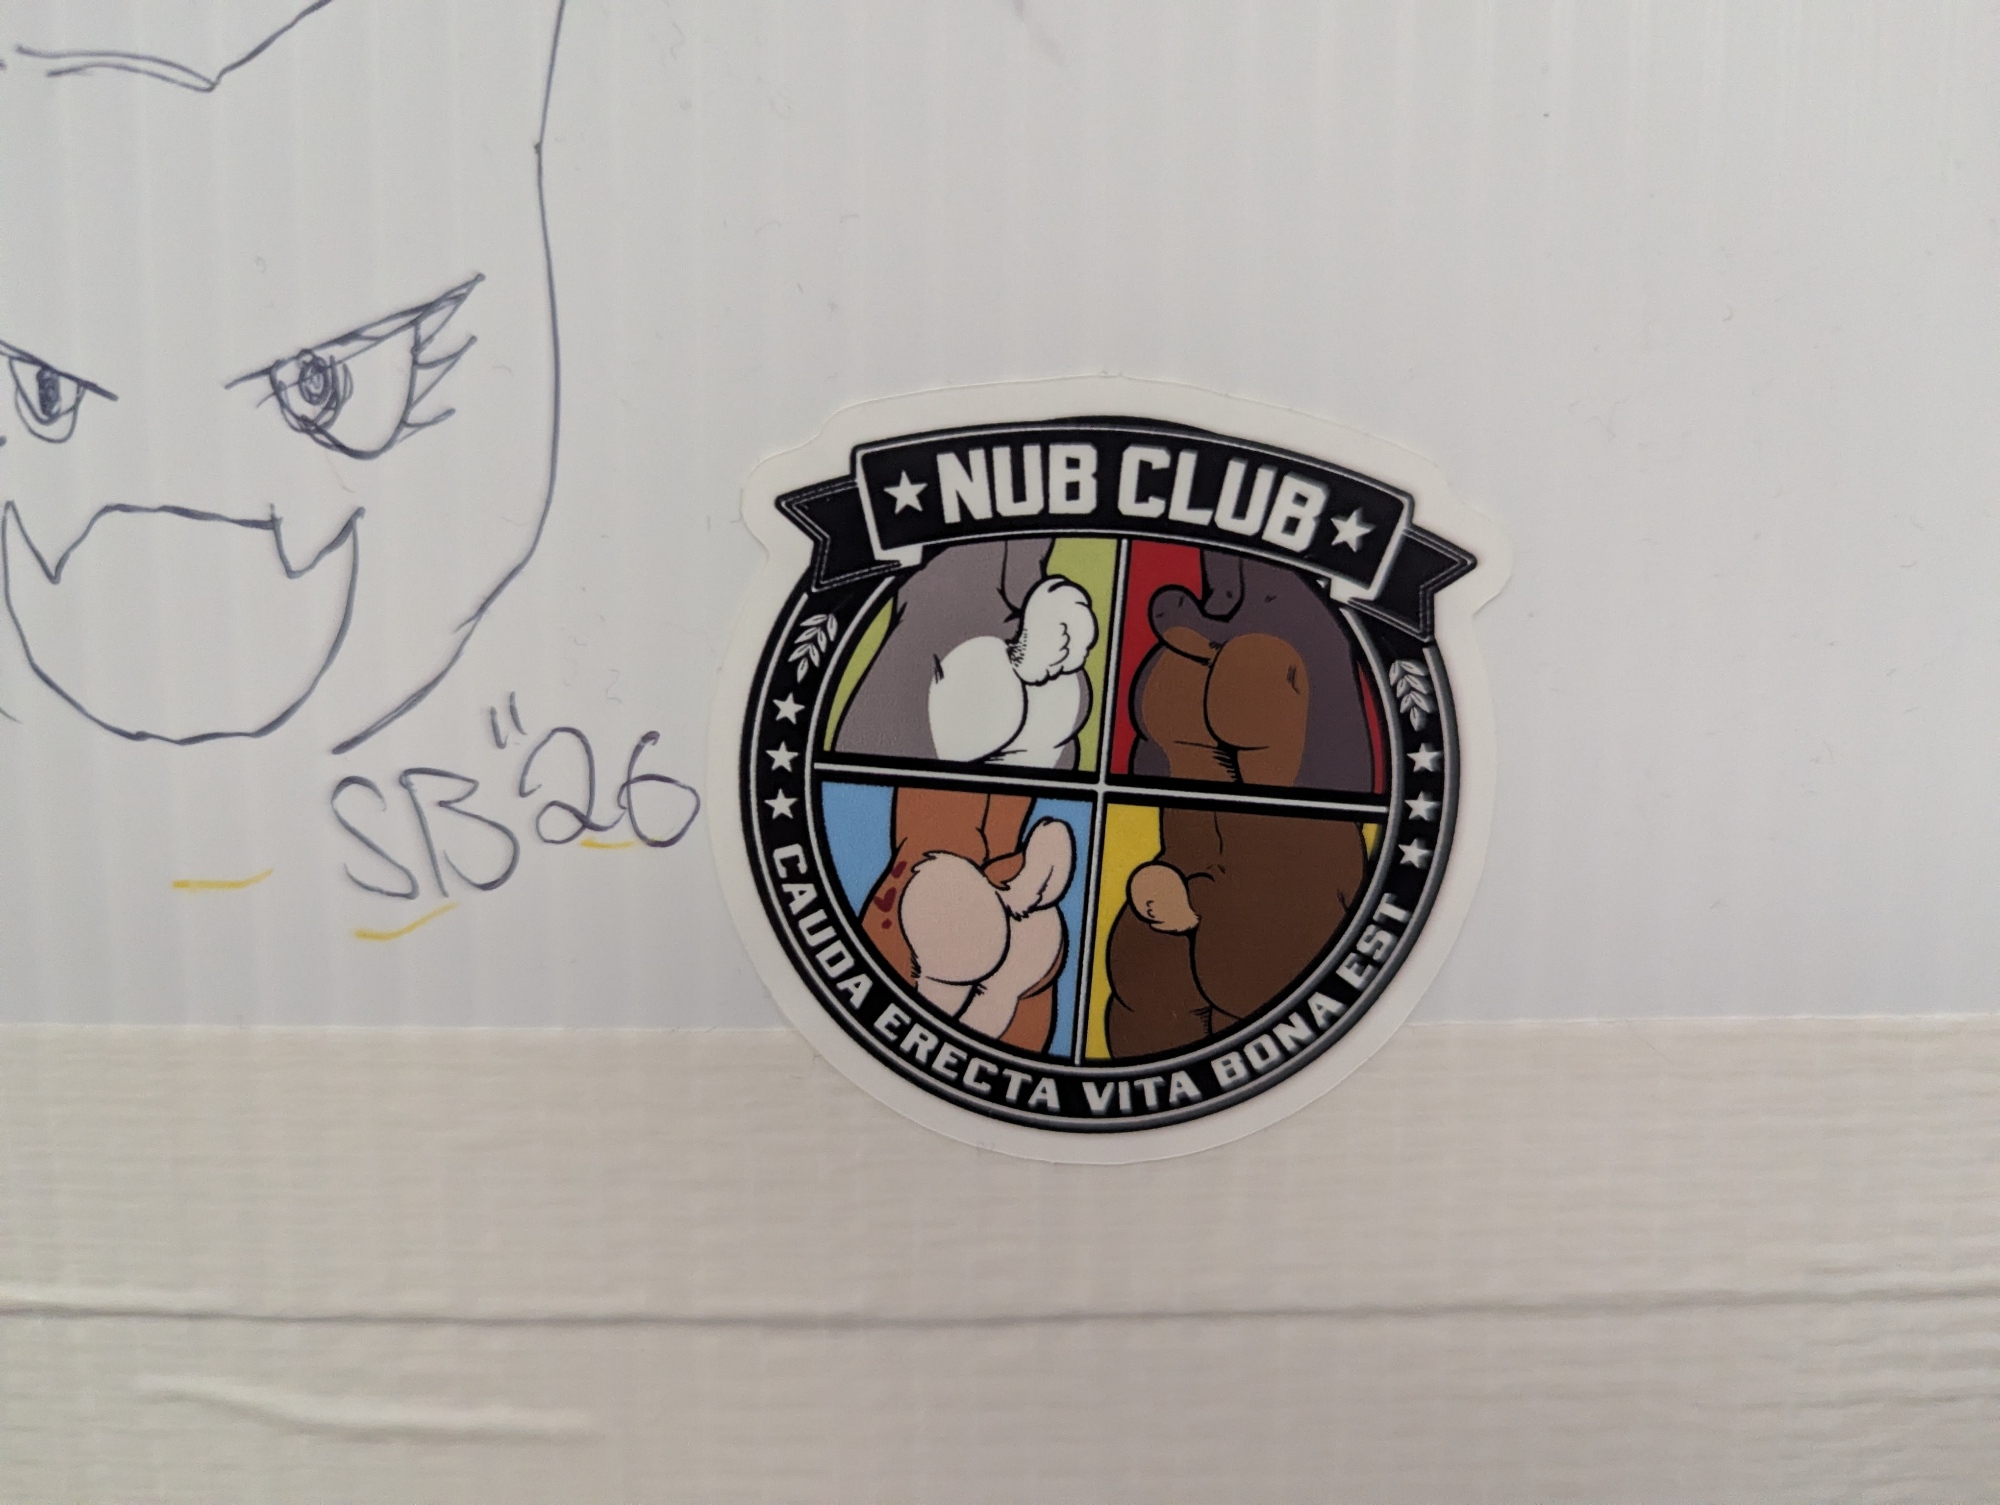 NUB CLUB
SB "26
CAUDA ERECTA VITA BONA EST